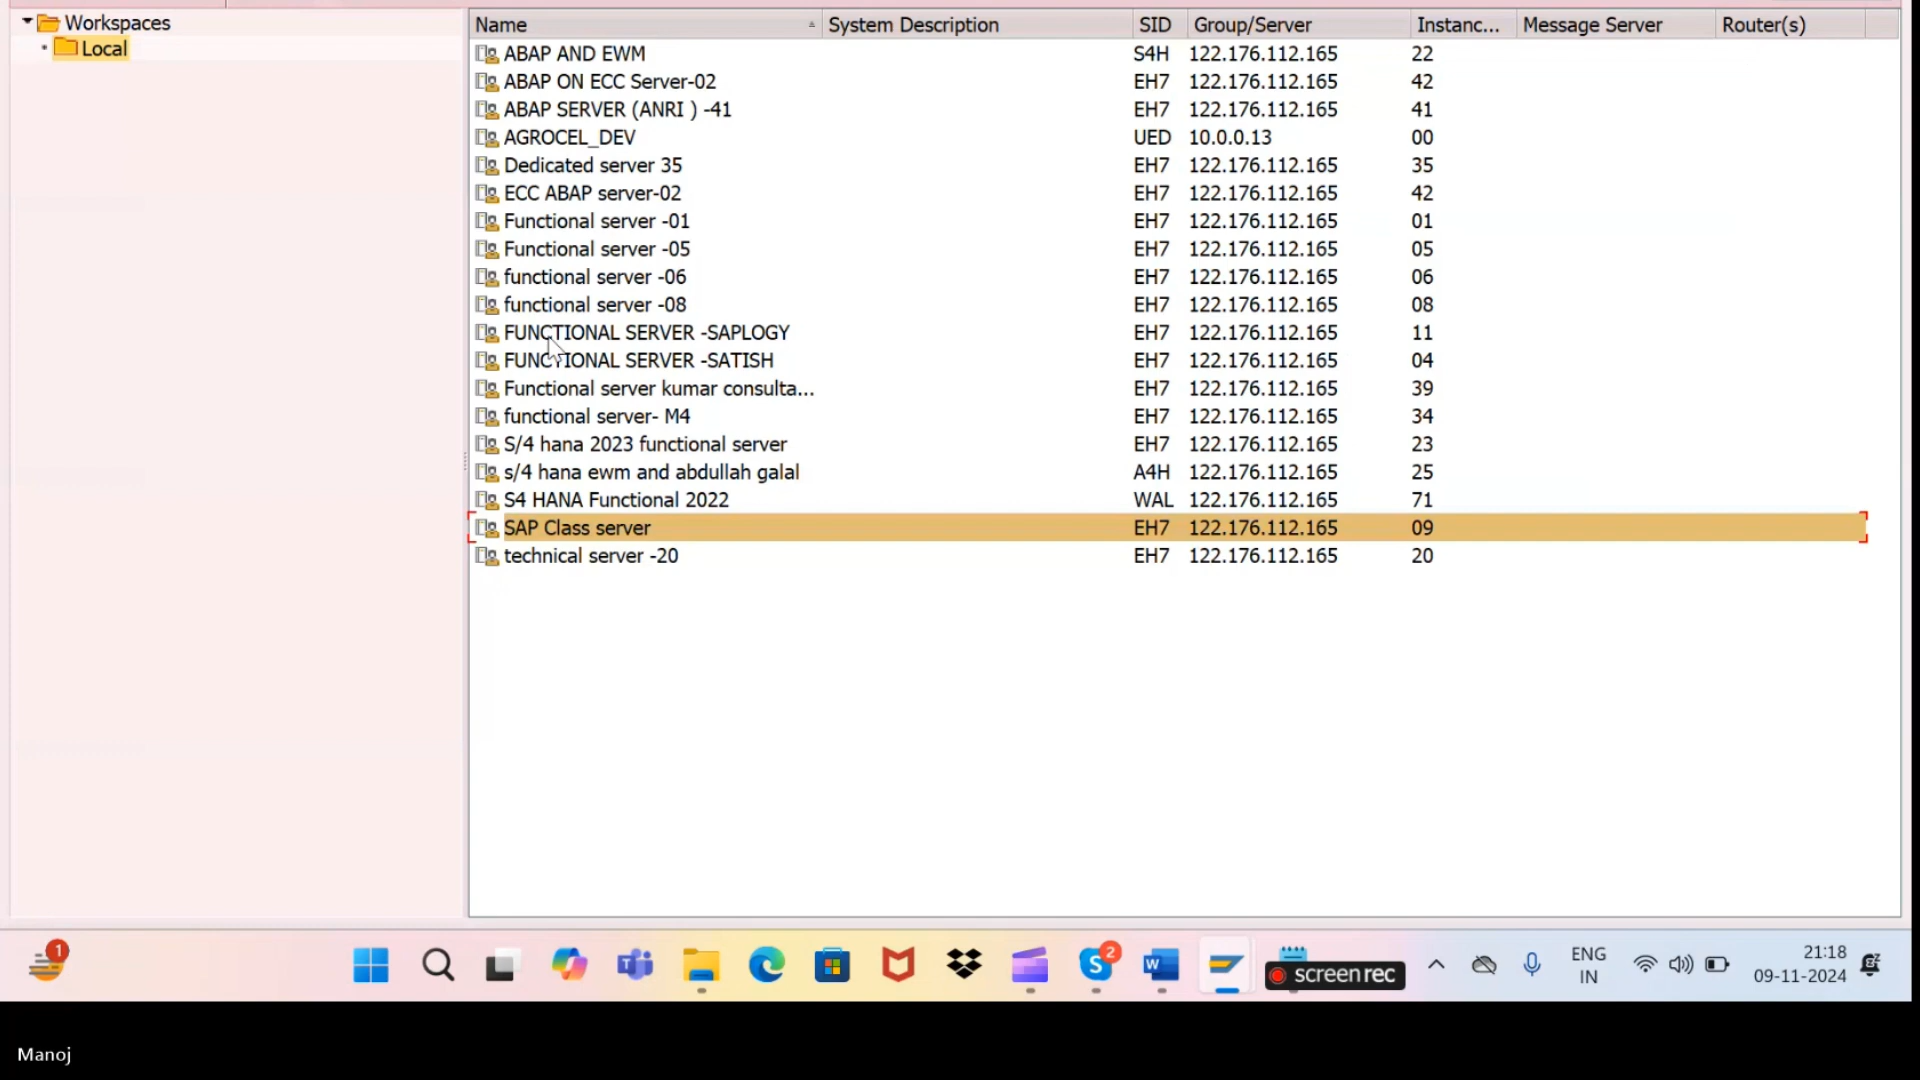 Workspaces
Local
Name System Description SID Group/Server Instanc... Message Server Router(s)
ABAP AND EWM S4H 122.176.112.165 22
ABAP ON ECC Server-02 EH7 122.176.112.165 42
ABAP SERVER (ANRI ) -41 EH7 122.176.112.165 41
AGROCEL_DEV UED 10.0.0.13 00
Dedicated server 35 EH7 122.176.112.165 35
ECC ABAP server-02 EH7 122.176.112.165 42
Functional server -01 EH7 122.176.112.165 01
Functional server -05 EH7 122.176.112.165 05
functional server -06 EH7 122.176.112.165 06
functional server -08 EH7 122.176.112.165 08
FUNCTIONAL SERVER -SAPLOGY EH7 122.176.112.165 11
FUNCTIONAL SERVER -SATISH EH7 122.176.112.165 04
Functional server kumar consulta... EH7 122.176.112.165 39
functional server- M4 EH7 122.176.112.165 34
S/4 hana 2023 functional server EH7 122.176.112.165 23
s/4 hana ewm and abdullah galal A4H 122.176.112.165 25
S4 HANA Functional 2022 WAL 122.176.112.165 71
SAP Class server EH7 122.176.112.165 09
technical server -20 EH7 122.176.112.165 20
1
2
screenrec
ENG
IN
21:18
09-11-2024
Manoj